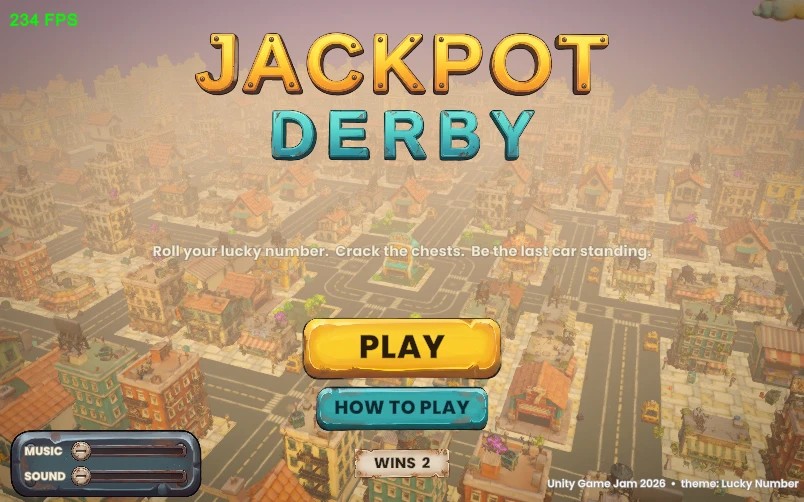 234 FPS
JACKPOT
DERBY
Roll your lucky number. Crack the chests. Be the last car standing.
PLAY
HOW TO PLAY
MUSIC
SOUND
WINS 2
Unity Game Jam 2026 • theme: Lucky Number